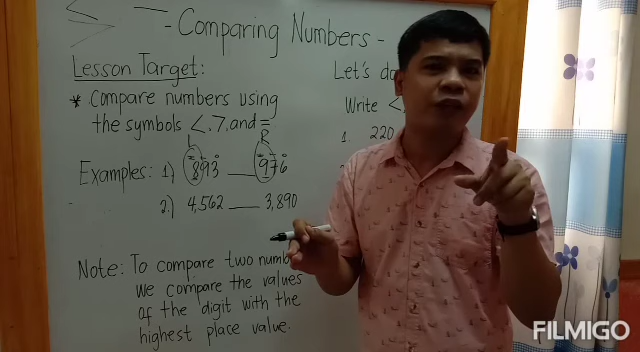 - Comparing Numbers -
Lesson Target:
* Compare numbers using
the symbols <, >, and =
Examples: 1) 893 ___ 976
2) 4,562 ___ 3,890
Note: To compare two
we compare the values
of the digit with the
highest place value.
Let's do
Write <,
1. 220
FILMIGO